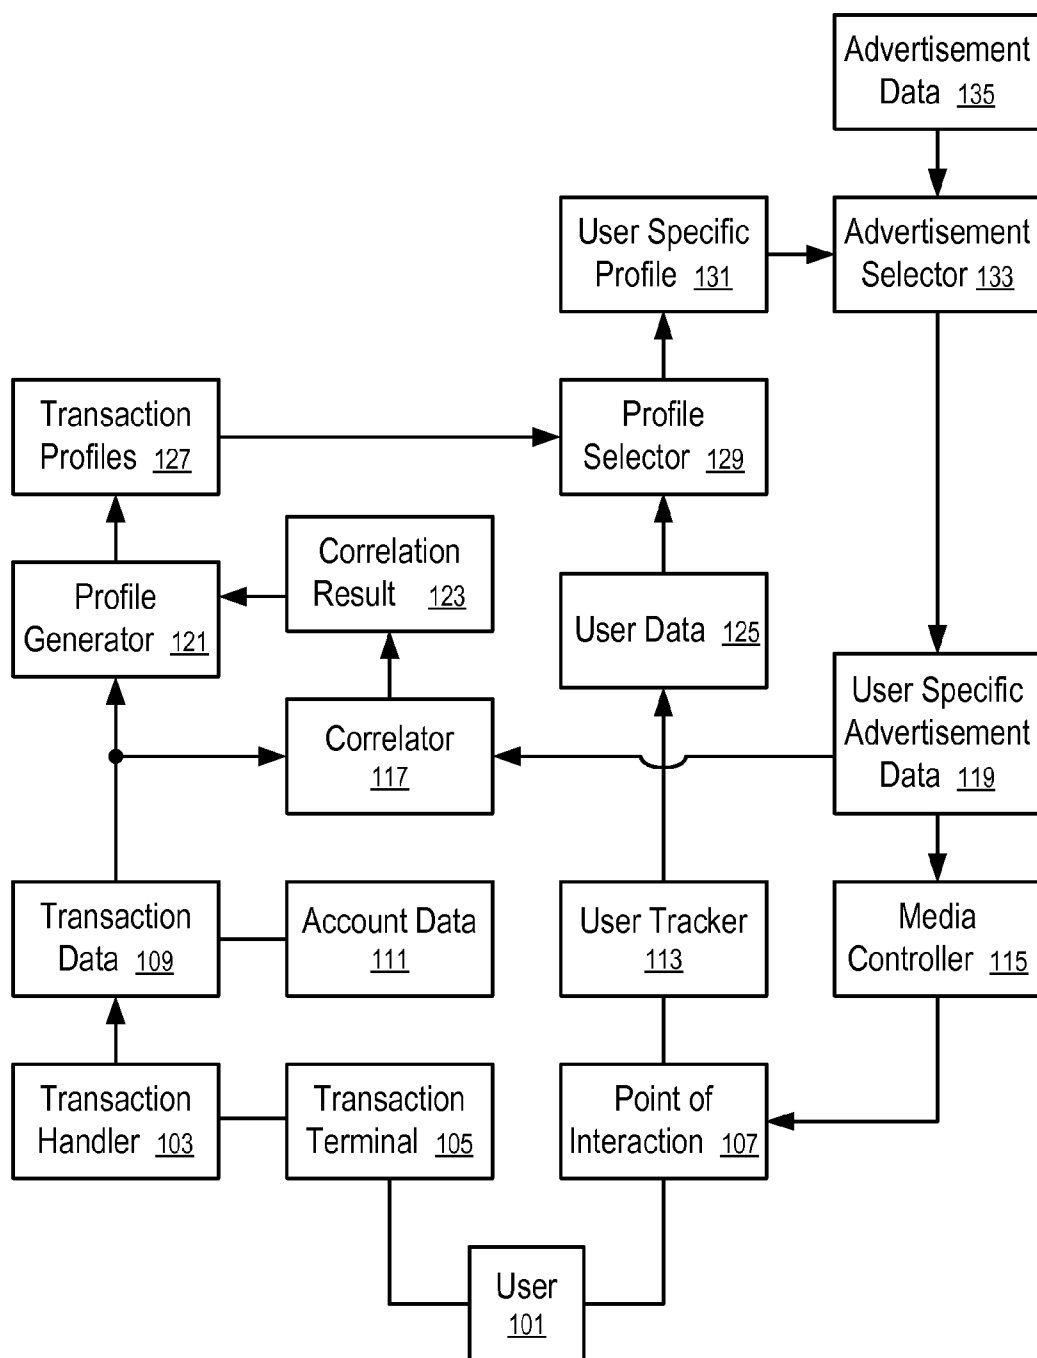 Advertisement
Data 135
User Specific
Profile 131
Advertisement
Selector 133
Transaction
Profiles 127
Profile
Selector 129
Correlation
Result 123
Profile
Generator 121
User Data 125
User Specific
Advertisement
Data 119
Correlator
117
Transaction
Data 109
Account Data
111
User Tracker
113
Media
Controller 115
Transaction
Handler 103
Transaction
Terminal 105
Point of
Interaction 107
User
101